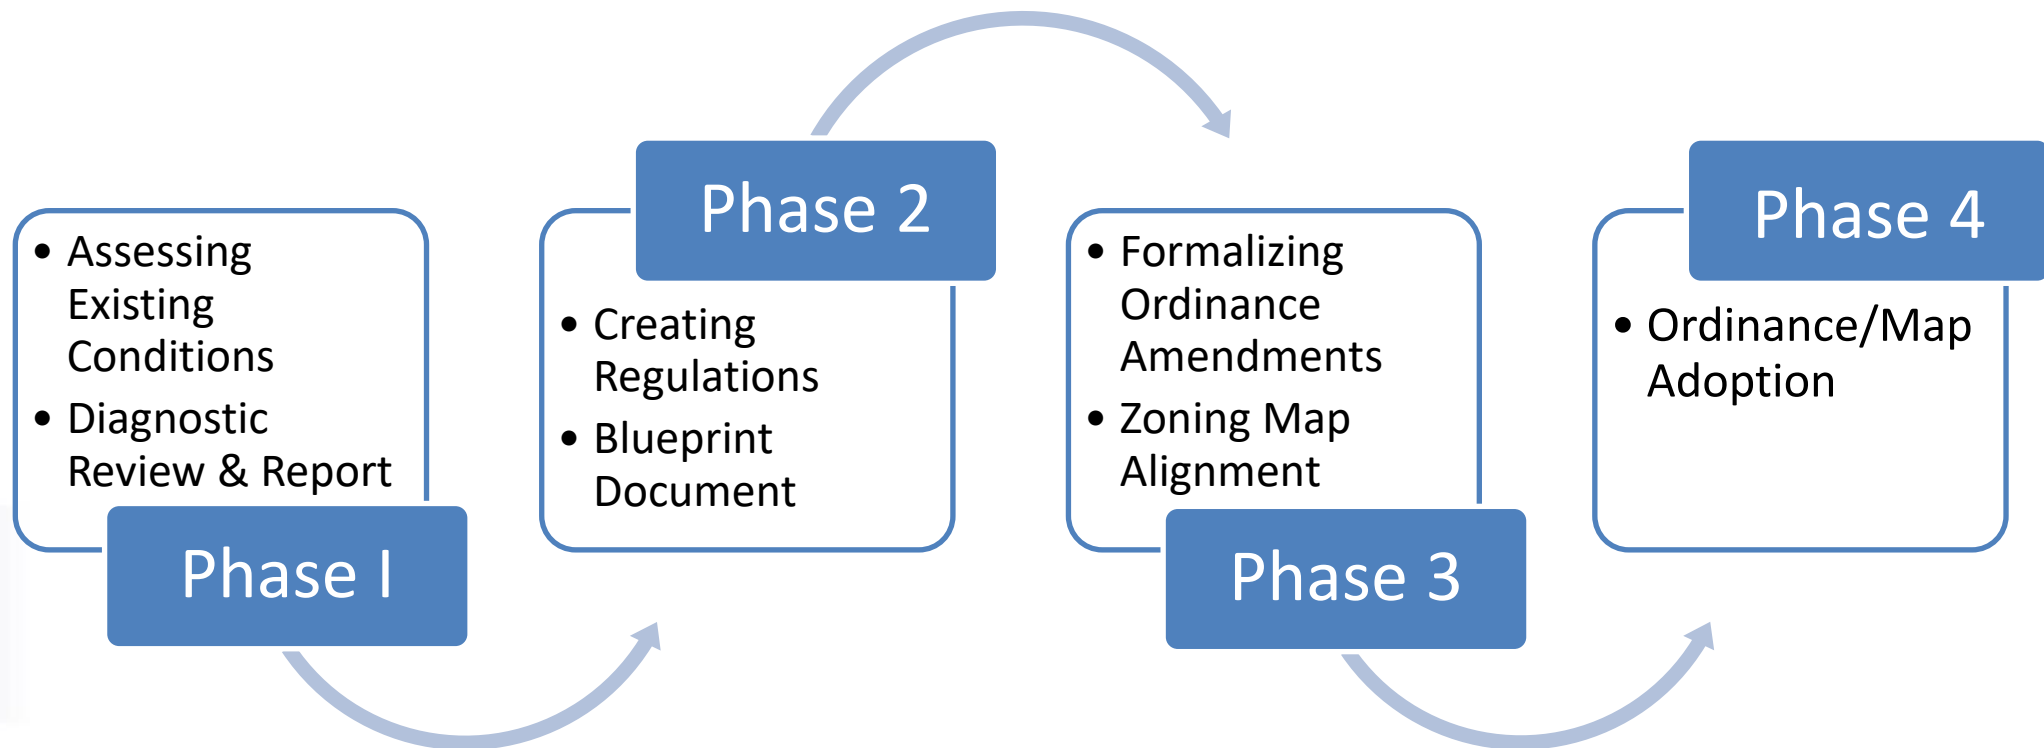 • Assessing
Existing
Conditions
• Diagnostic
Review & Report
Phase I
Phase 2
• Creating
Regulations
• Blueprint
Document
• Formalizing
Ordinance
Amendments
• Zoning Map
Alignment
Phase 3
Phase 4
• Ordinance/Map
Adoption